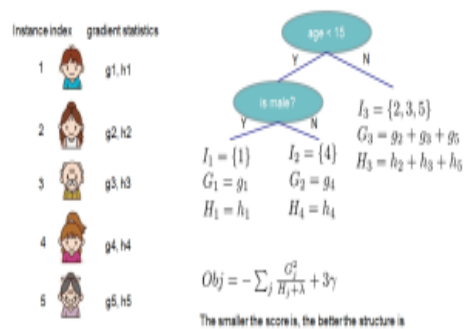 Instance index gradient statistics
1 g1, h1
2 g2, h2
3 g3, h3
4 g4, h4
5 g5, h5
age < 15
Y N
is male?
Y N
I₁ = {1}
G₁ = g₁
H₁ = h₁
I₂ = {4}
G₂ = g₄
H₄ = h₄
I₃ = {2, 3, 5}
G₃ = g₂ + g₃ + g₅
H₃ = h₂ + h₃ + h₅
Obj = −∑ⱼ Gⱼ²/(Hⱼ+λ) + 3γ
The smaller the score is, the better the structure is